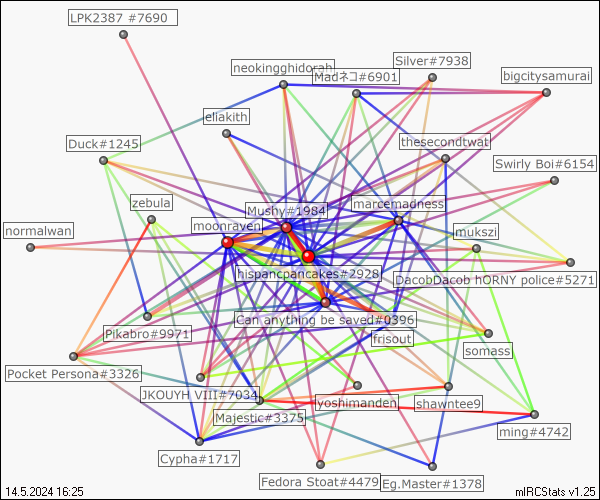 LPK2387 #7690
Silver#7938
neokingghidorah
Madネコ#6901
bigcitysamurai
eliakith
thesecondtwat
Duck#1245
Swirly Boi#6154
zebula
marcemadness
Mushy#1984
moonraven
normalwan
mukszi
hispancpancakes#2928
DacobDacob hORNY police#5271
Can anything be saved#0396
Pikabro#9971
frisout
somass
Pocket Persona#3326
JKOUYH VIII#7034
yoshimanden
shawntee9
Majestic#3375
ming#4742
Cypha#1717
Fedora Stoat#4479
Eg.Master#1378
14.5.2024 16:25
mIRCStats v1.25